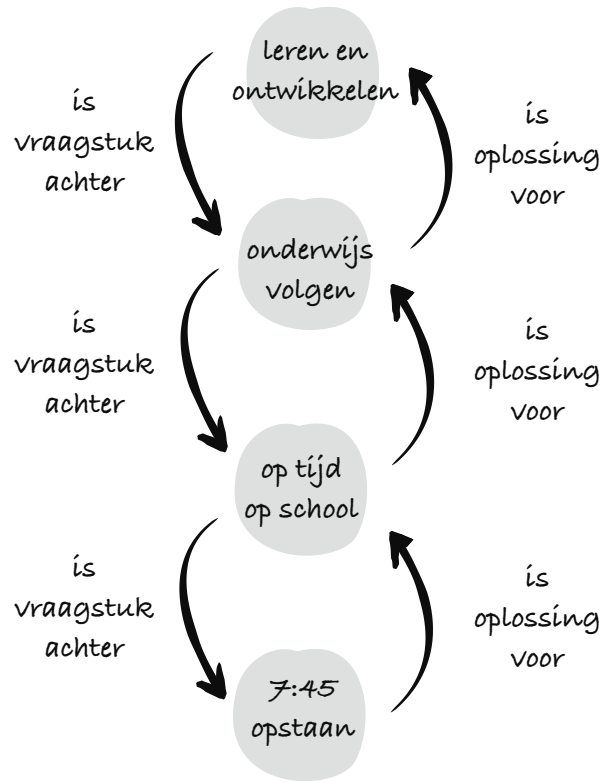 leren en
ontwikkelen
is
vraagstuk
achter
is
oplossing
voor
onderwijs
volgen
is
vraagstuk
achter
is
oplossing
voor
op tijd
op school
is
vraagstuk
achter
is
oplossing
voor
7:45
opstaan